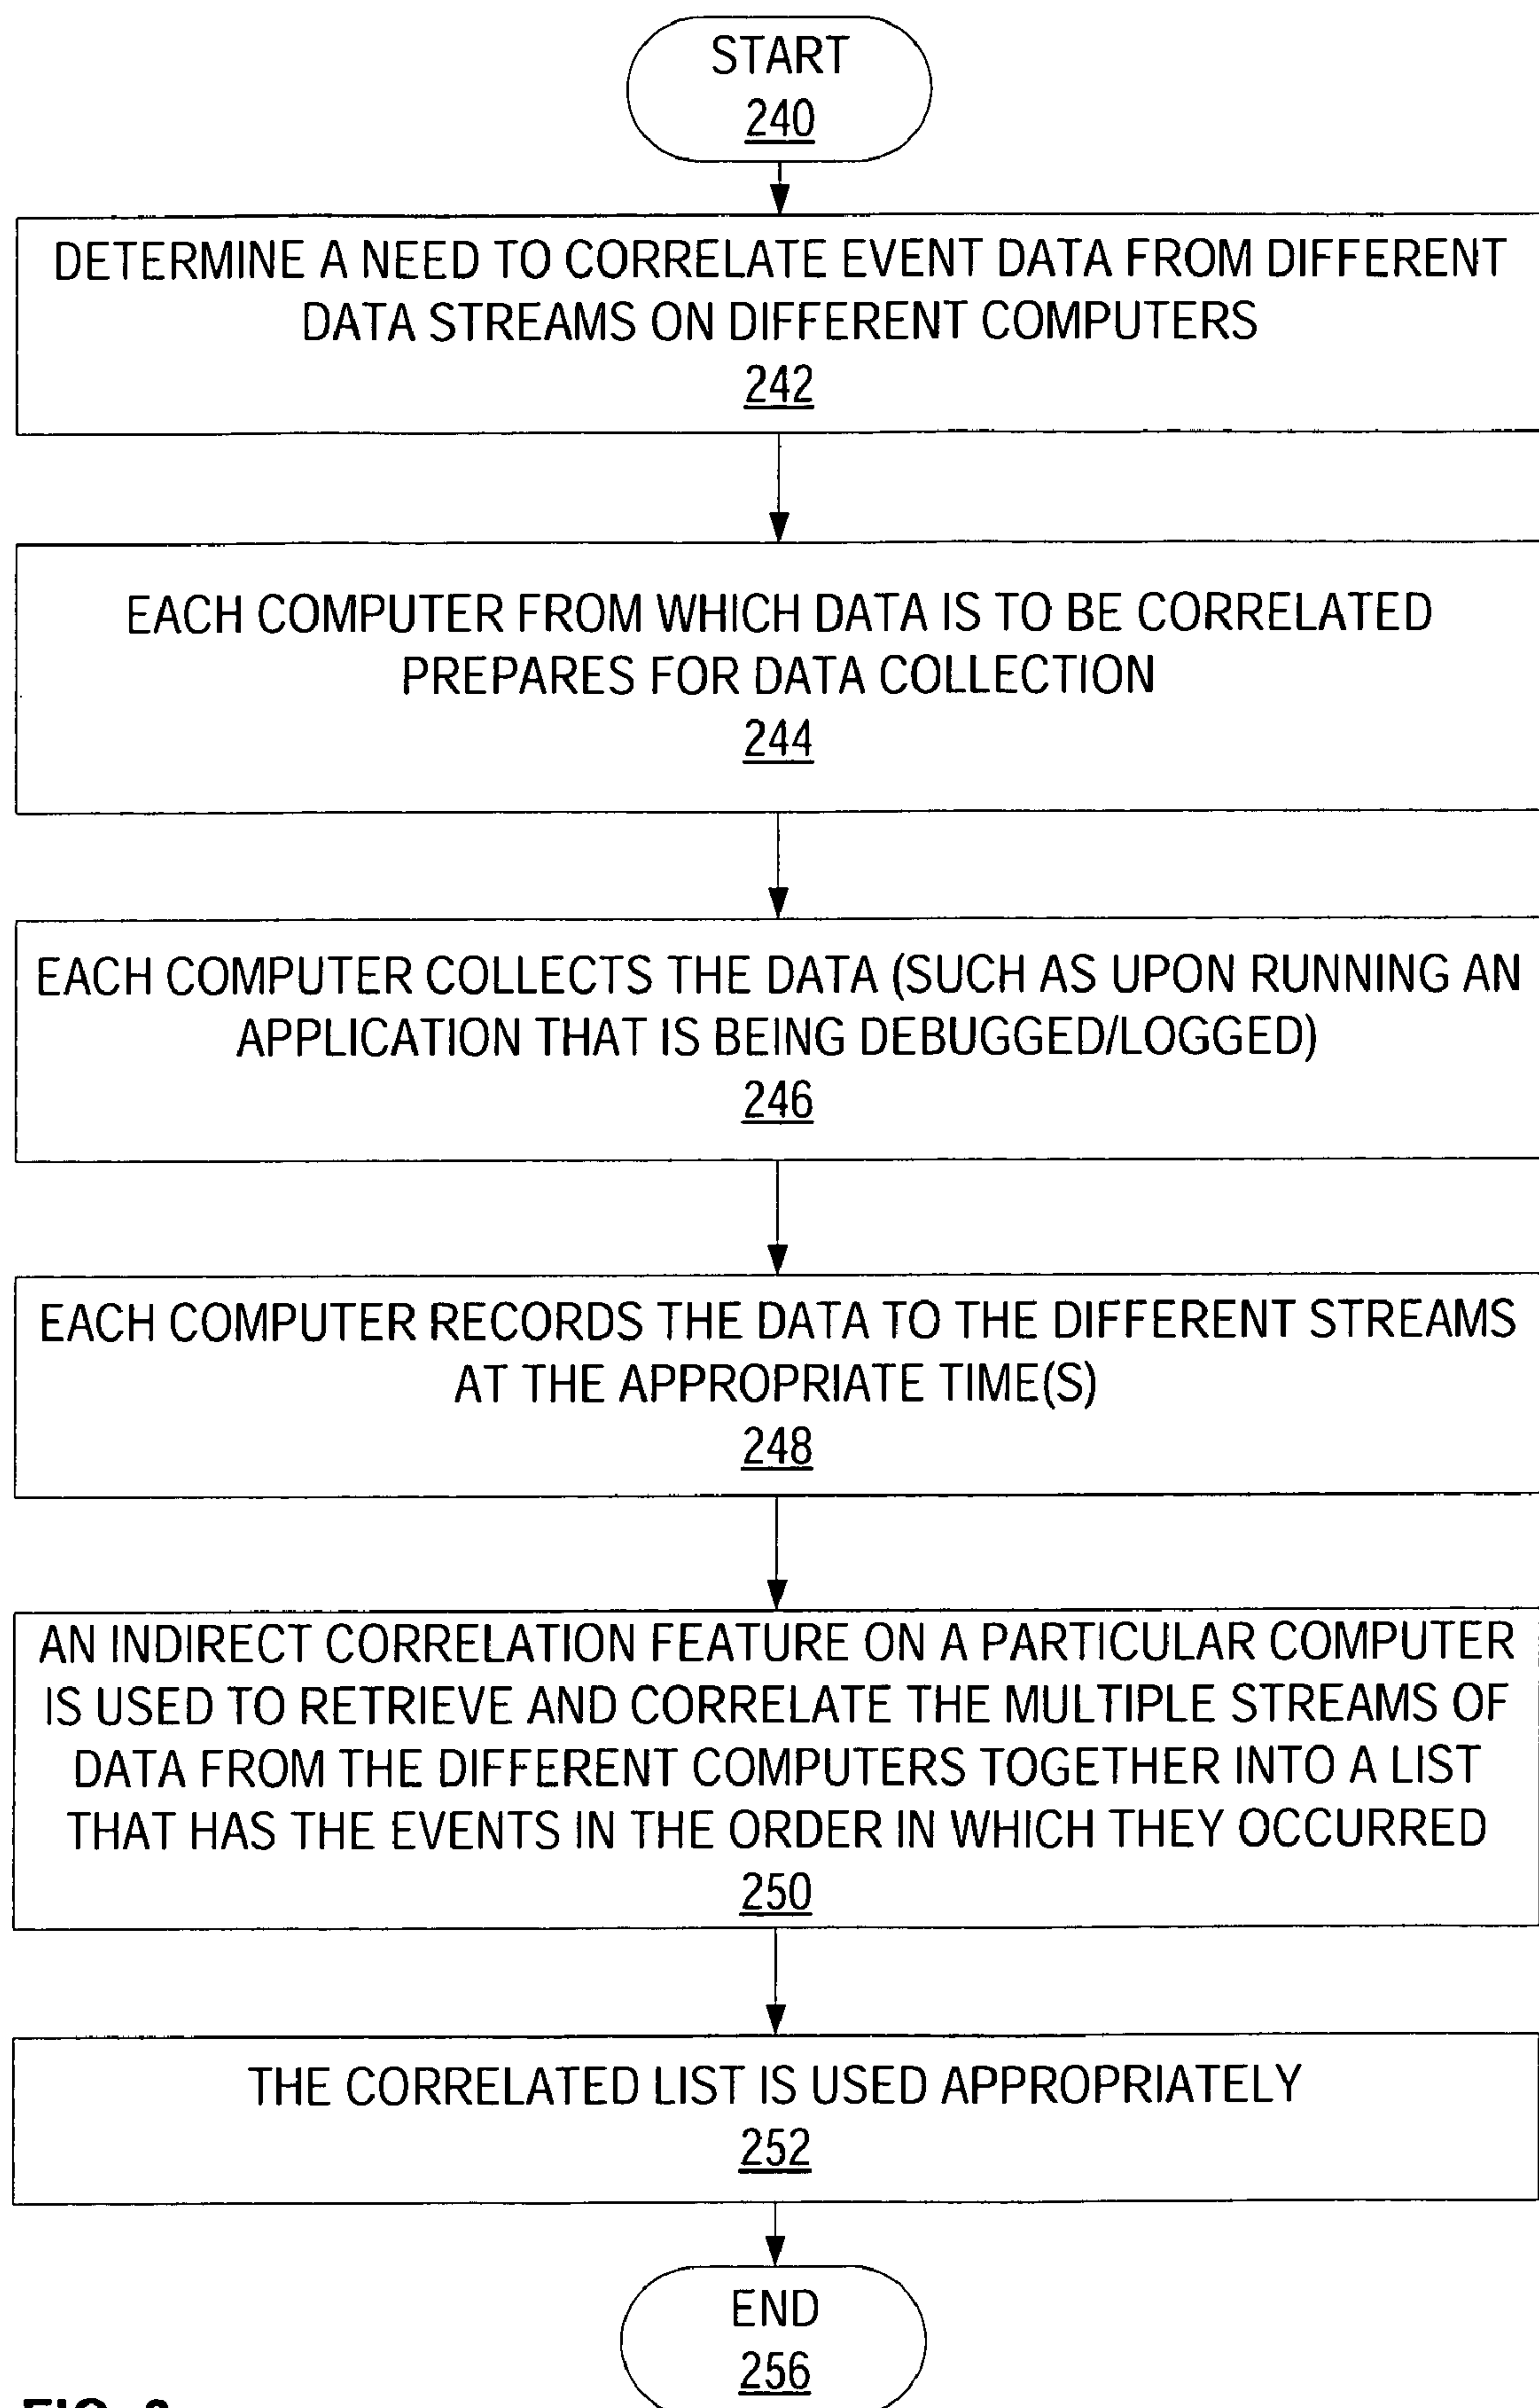 START
240
DETERMINE A NEED TO CORRELATE EVENT DATA FROM DIFFERENT
DATA STREAMS ON DIFFERENT COMPUTERS
242
EACH COMPUTER FROM WHICH DATA IS TO BE CORRELATED
PREPARES FOR DATA COLLECTION
244
EACH COMPUTER COLLECTS THE DATA (SUCH AS UPON RUNNING AN
APPLICATION THAT IS BEING DEBUGGED/LOGGED)
246
EACH COMPUTER RECORDS THE DATA TO THE DIFFERENT STREAMS
AT THE APPROPRIATE TIME(S)
248
AN INDIRECT CORRELATION FEATURE ON A PARTICULAR COMPUTER
IS USED TO RETRIEVE AND CORRELATE THE MULTIPLE STREAMS OF
DATA FROM THE DIFFERENT COMPUTERS TOGETHER INTO A LIST
THAT HAS THE EVENTS IN THE ORDER IN WHICH THEY OCCURRED
250
THE CORRELATED LIST IS USED APPROPRIATELY
252
END
256
FIG.